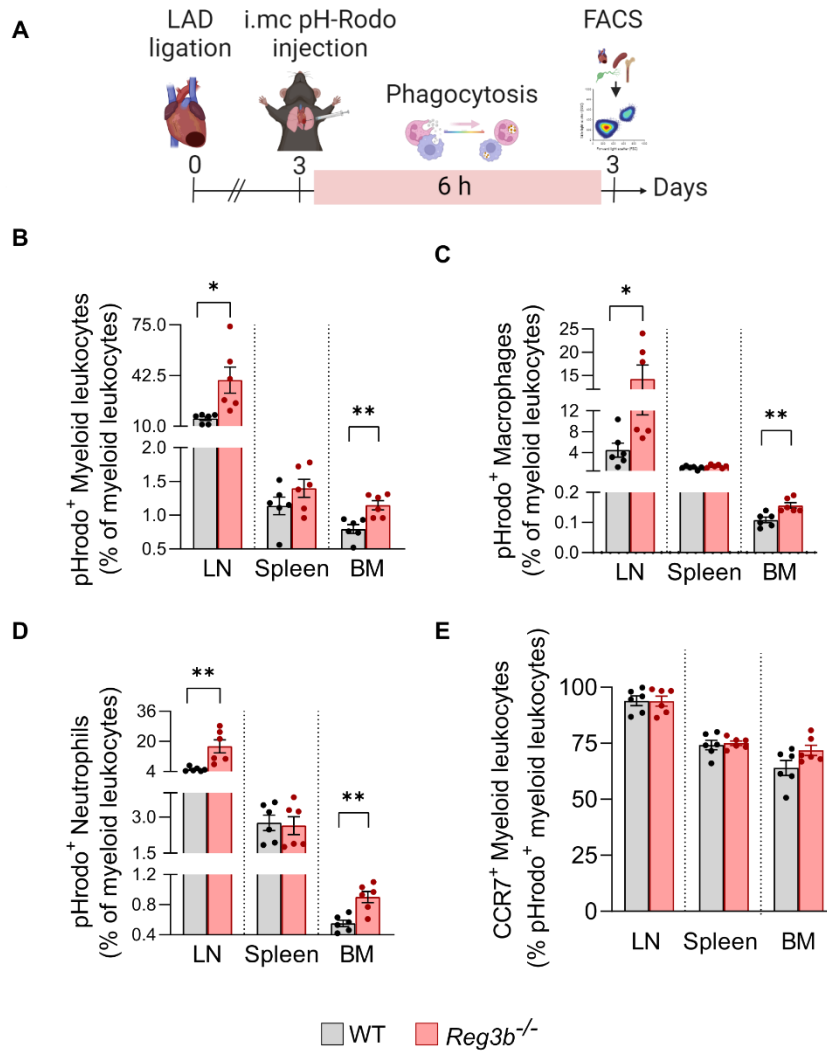 A
LAD
ligation
i.mc pH-Rodo
injection
Phagocytosis
FACS
0
3
6 h
3
Days
B
pHrodo+ Myeloid leukocytes
(% of myeloid leukocytes)
75.0
42.5
10.0
2.0
1.5
1.0
0.5
*
**
LN
Spleen
BM
C
pHrodo+ Macrophages
(% of myeloid leukocytes)
25
20
15
12
8
4
0.2
0.1
0.0
*
**
LN
Spleen
BM
D
pHrodo+ Neutrophils
(% of myeloid leukocytes)
36
20
4
3.0
1.5
1.2
0.8
0.4
**
**
LN
Spleen
BM
E
CCR7+ Myeloid leukocytes
(% pHrodo+ myeloid leukocytes)
100
75
50
25
0
LN
Spleen
BM
WT
Reg3b-/-